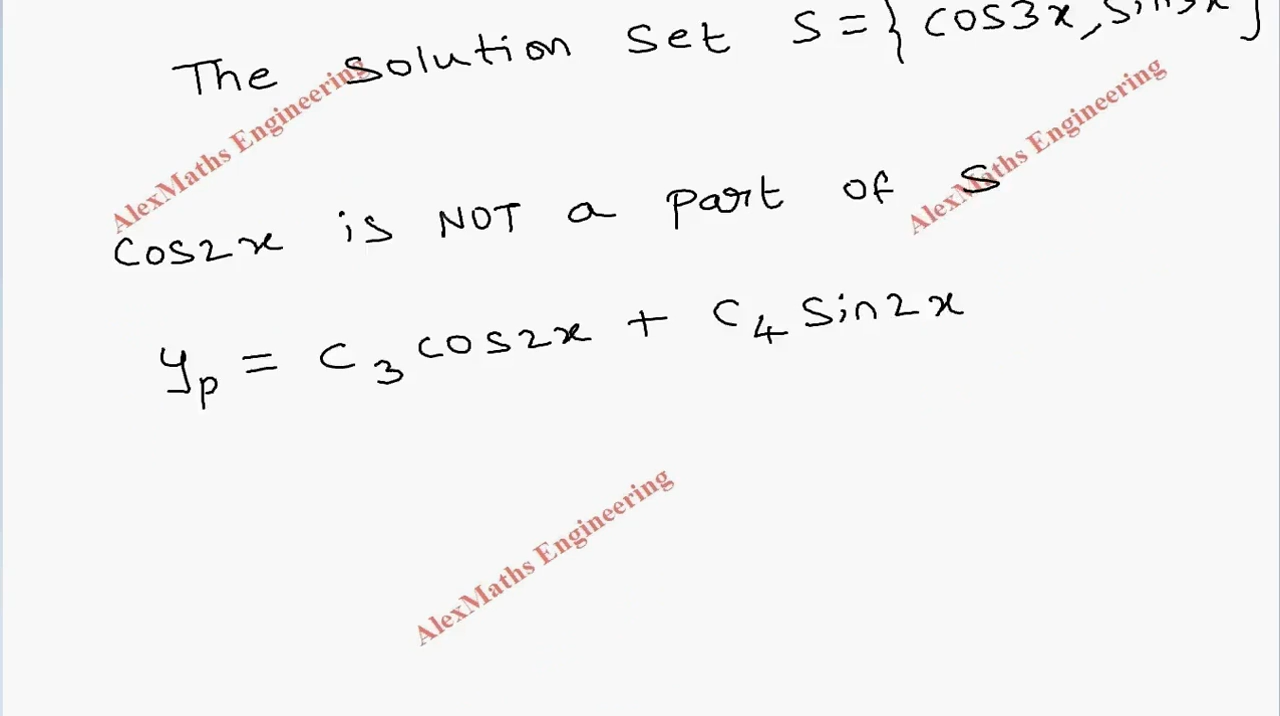 The solution set S = { cos3x, sin3x }
cos2x is NOT a part of S
yₚ = c₃ cos2x + c₄ sin2x
AlexMaths Engineering
AlexMaths Engineering
AlexMaths Engineering